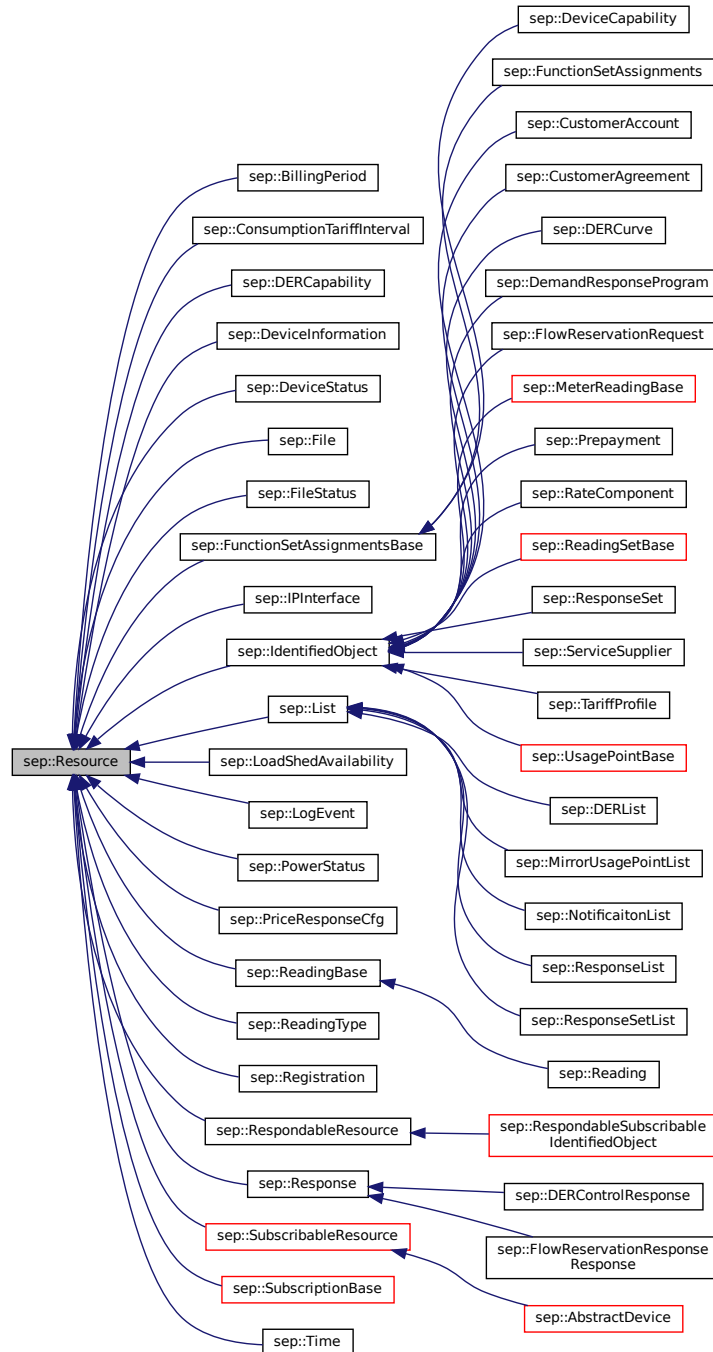 sep::DeviceCapability
sep::FunctionSetAssignments
sep::CustomerAccount
sep::BillingPeriod
sep::CustomerAgreement
sep::ConsumptionTariffInterval
sep::DERCurve
sep::DERCapability
sep::DemandResponseProgram
sep::DeviceInformation
sep::FlowReservationRequest
sep::DeviceStatus
sep::MeterReadingBase
sep::File
sep::Prepayment
sep::FileStatus
sep::RateComponent
sep::FunctionSetAssignmentsBase
sep::ReadingSetBase
sep::IPInterface
sep::ResponseSet
sep::IdentifiedObject
sep::ServiceSupplier
sep::List
sep::TariffProfile
sep::Resource
sep::LoadShedAvailability
sep::UsagePointBase
sep::LogEvent
sep::DERList
sep::PowerStatus
sep::MirrorUsagePointList
sep::PriceResponseCfg
sep::NotificaitonList
sep::ReadingBase
sep::ResponseList
sep::ReadingType
sep::ResponseSetList
sep::Registration
sep::Reading
sep::RespondableResource
sep::RespondableSubscribable
IdentifiedObject
sep::Response
sep::DERControlResponse
sep::SubscribableResource
sep::FlowReservationResponse
Response
sep::SubscriptionBase
sep::AbstractDevice
sep::Time